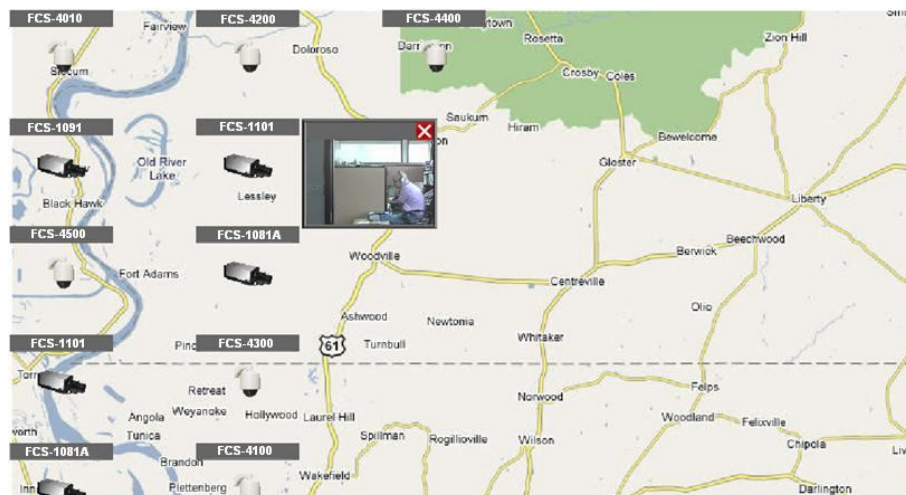 FCS-4010
FCS-4200
FCS-4400
Fairview
Doloroso
Rosetta
Zion Hill
Slocum
Crosby
Coles
FCS-1091
FCS-1101
Saukum
Hiram
Bewelcome
Old River
Lake
Gloster
Black Hawk
Lessley
Liberty
FCS-4500
FCS-1081A
Beechwood
Berwick
Woodville
Fort Adams
Centreville
Olio
Ashwood
Newtonia
Whitaker
FCS-1101
FCS-4300
61
Turnbull
Retreat
Felps
Norwood
Angola
Weyanoke
Hollywood
Laurel Hill
Woodland
Felixville
Tunica
Spillman
Rogillioville
Wilson
Chipola
FCS-1081A
FCS-4100
Brandon
Wakefield
Plettenberg
Darlington